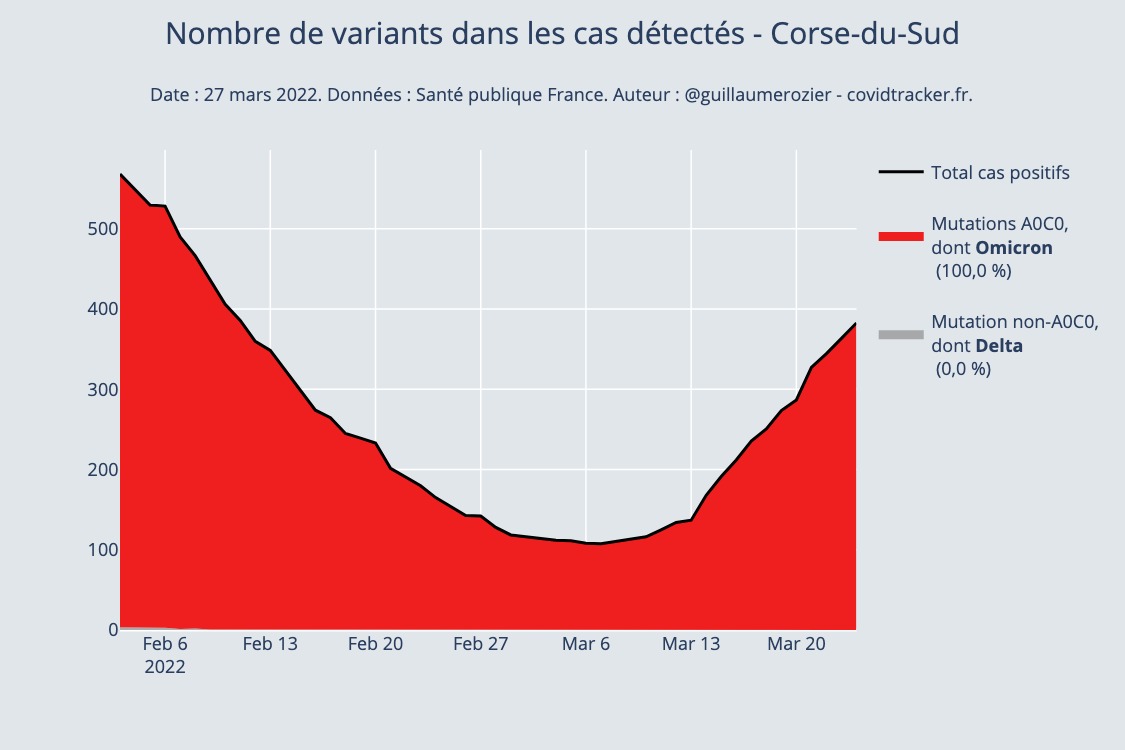 Nombre de variants dans les cas détectés - Corse-du-Sud
Date : 27 mars 2022. Données : Santé publique France. Auteur : @guillaumerozier - covidtracker.fr.
Total cas positifs
Mutations A0C0,
dont Omicron
(100,0 %)
Mutation non-A0C0,
dont Delta
(0,0 %)
500
400
300
200
100
0
Feb 6
2022
Feb 13
Feb 20
Feb 27
Mar 6
Mar 13
Mar 20